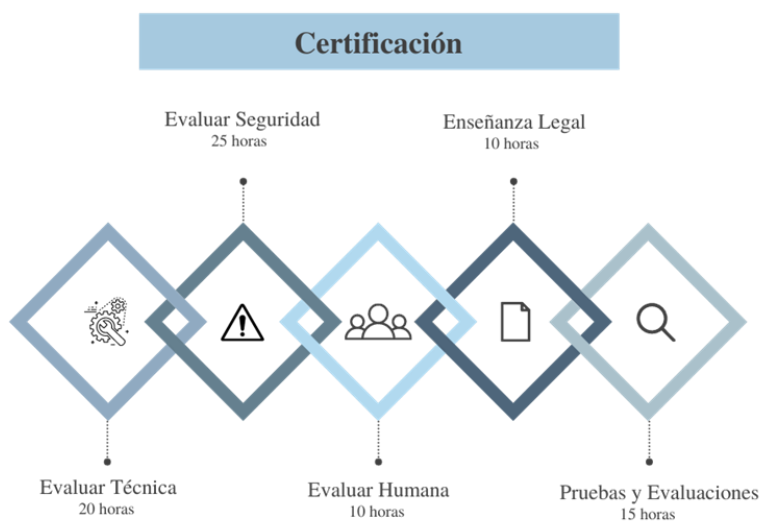 Certificación
Evaluar Seguridad
25 horas
Enseñanza Legal
10 horas
Evaluar Técnica
20 horas
Evaluar Humana
10 horas
Pruebas y Evaluaciones
15 horas